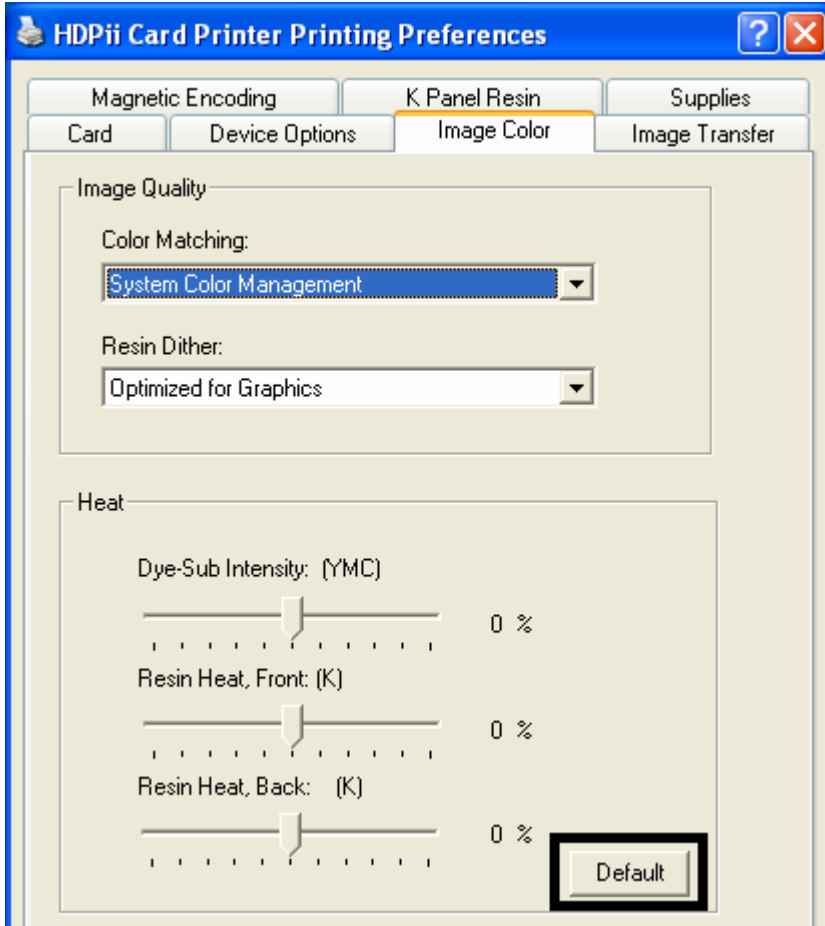 HDPii Card Printer Printing Preferences
?
Magnetic Encoding K Panel Resin Supplies
Card Device Options Image Color Image Transfer
Image Quality
Color Matching:
System Color Management
Resin Dither:
Optimized for Graphics
Heat
Dye-Sub Intensity: (YMC)
0 %
Resin Heat, Front: (K)
0 %
Resin Heat, Back: (K)
0 %
Default